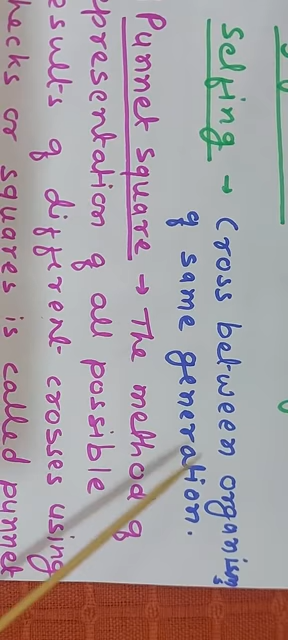 Selfing → Cross between organism
of same generation.
Punnet square → The method of
representation of all possible
results of different crosses using
checks or squares is called punnet